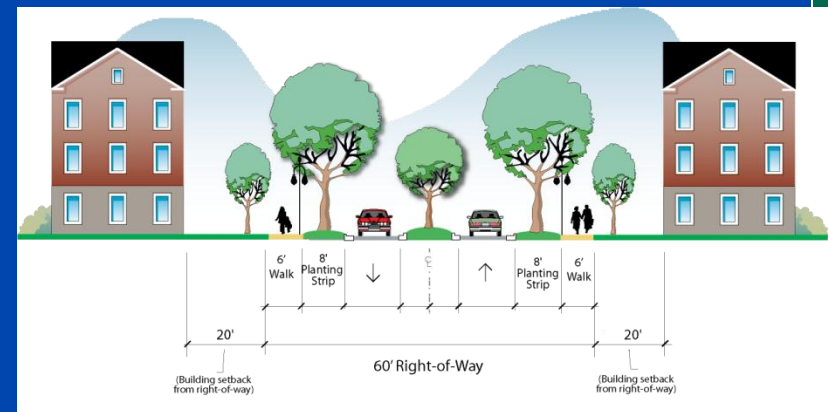 6'
Walk
8'
Planting
Strip
↓
℄
↑
8'
Planting
Strip
6'
Walk
20'
60' Right-of-Way
20'
(Building setback
from right-of-way)
(Building setback
from right-of-way)